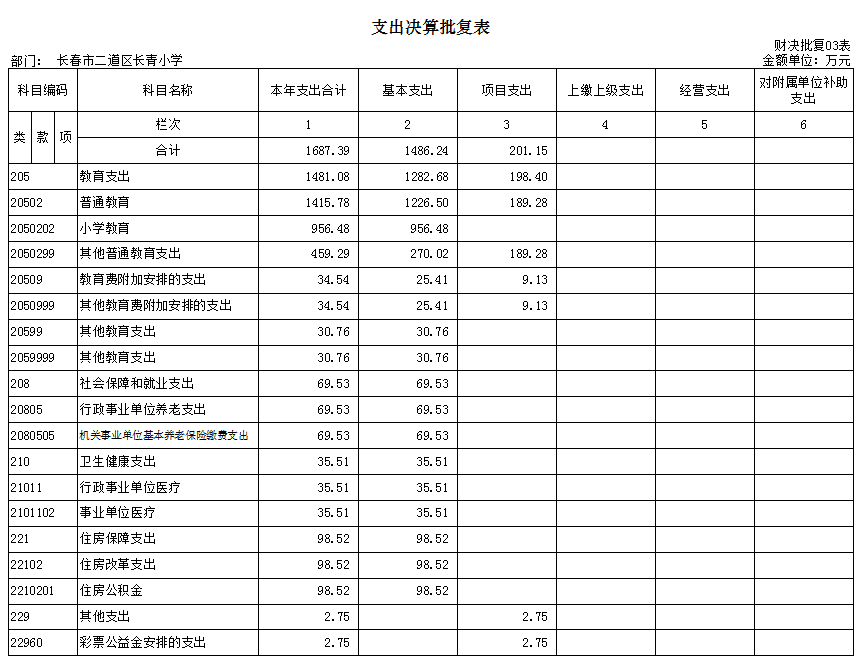 支出决算批复表
财决批复03表
部门： 长春市二道区长青小学 金额单位：万元
科目编码 科目名称 本年支出合计 基本支出 项目支出 上缴上级支出 经营支出 对附属单位补助支出
类 款 项 栏次 1 2 3 4 5 6
合计 1687.39 1486.24 201.15
205 教育支出 1481.08 1282.68 198.40
20502 普通教育 1415.78 1226.50 189.28
2050202 小学教育 956.48 956.48
2050299 其他普通教育支出 459.29 270.02 189.28
20509 教育费附加安排的支出 34.54 25.41 9.13
2050999 其他教育费附加安排的支出 34.54 25.41 9.13
20599 其他教育支出 30.76 30.76
2059999 其他教育支出 30.76 30.76
208 社会保障和就业支出 69.53 69.53
20805 行政事业单位养老支出 69.53 69.53
2080505 机关事业单位基本养老保险缴费支出 69.53 69.53
210 卫生健康支出 35.51 35.51
21011 行政事业单位医疗 35.51 35.51
2101102 事业单位医疗 35.51 35.51
221 住房保障支出 98.52 98.52
22102 住房改革支出 98.52 98.52
2210201 住房公积金 98.52 98.52
229 其他支出 2.75 2.75
22960 彩票公益金安排的支出 2.75 2.75